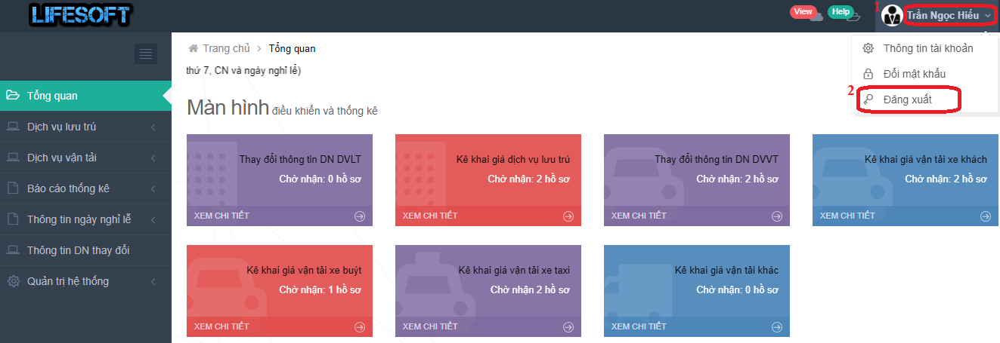 LIFESOFT
View
Help
1
Trần Ngọc Hiếu
Thông tin tài khoản
Đổi mật khẩu
2
Đăng xuất
Tổng quan
Dịch vụ lưu trú
Dịch vụ vận tải
Báo cáo thống kê
Thông tin ngày nghỉ lễ
Thông tin DN thay đổi
Quản trị hệ thống
Trang chủ > Tổng quan
thứ 7, CN và ngày nghỉ lễ)
Màn hình điều khiển và thống kê
Thay đổi thông tin DN DVLT
Chờ nhận: 0 hồ sơ
XEM CHI TIẾT
Kê khai giá dịch vụ lưu trú
Chờ nhận: 2 hồ sơ
XEM CHI TIẾT
Thay đổi thông tin DN DVVT
Chờ nhận: 2 hồ sơ
XEM CHI TIẾT
Kê khai giá vận tải xe khách
Chờ nhận: 2 hồ sơ
XEM CHI TIẾT
Kê khai giá vận tải xe buýt
Chờ nhận: 1 hồ sơ
XEM CHI TIẾT
Kê khai giá vận tải xe taxi
Chờ nhận 2 hồ sơ
XEM CHI TIẾT
Kê khai giá vận tải khác
Chờ nhận: 0 hồ sơ
XEM CHI TIẾT